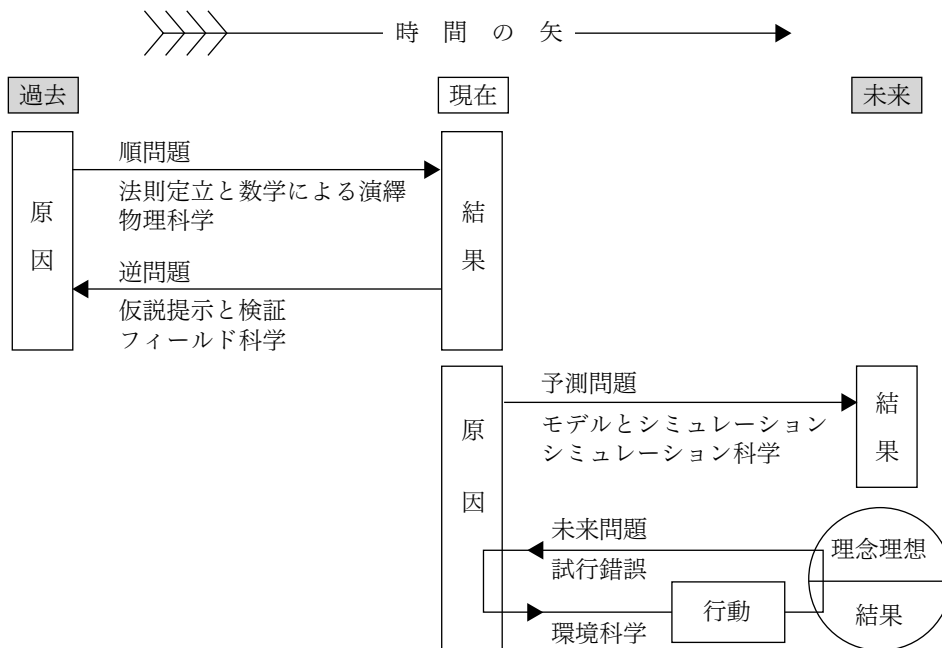 時間の矢
過去
現在
未来
原因
順問題
法則定立と数学による演繹
物理科学
逆問題
仮説提示と検証
フィールド科学
結果
原因
予測問題
モデルとシミュレーション
シミュレーション科学
結果
未来問題
試行錯誤
環境科学
行動
理念理想
結果